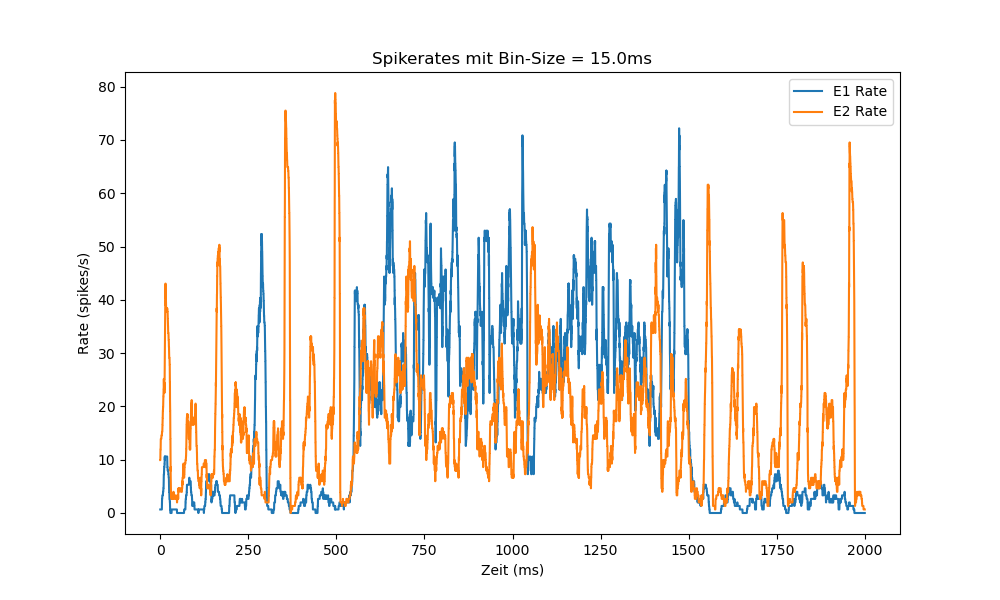 Spikerates mit Bin-Size = 15.0ms
E1 Rate
E2 Rate
80
70
60
50
40
30
20
10
0
Rate (spikes/s)
0 250 500 750 1000 1250 1500 1750 2000
Zeit (ms)